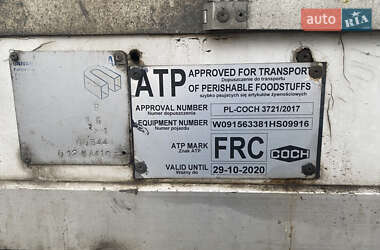 auto RIA
ATP APPROVED FOR TRANSPORT
Dopuszczenie do transportu
OF PERISHABLE FOODSTUFFS
szybko psujących się artykułów żywnościowych
APPROVAL NUMBER
Numer dopuszczenia
PL-COCH 3721/2017
EQUIPMENT NUMBER
Numer pojazdu
W091563381HS09916
ATP MARK
Znak ATP
FRC
COCH
VALID UNTIL
Ważny do
29-10-2020